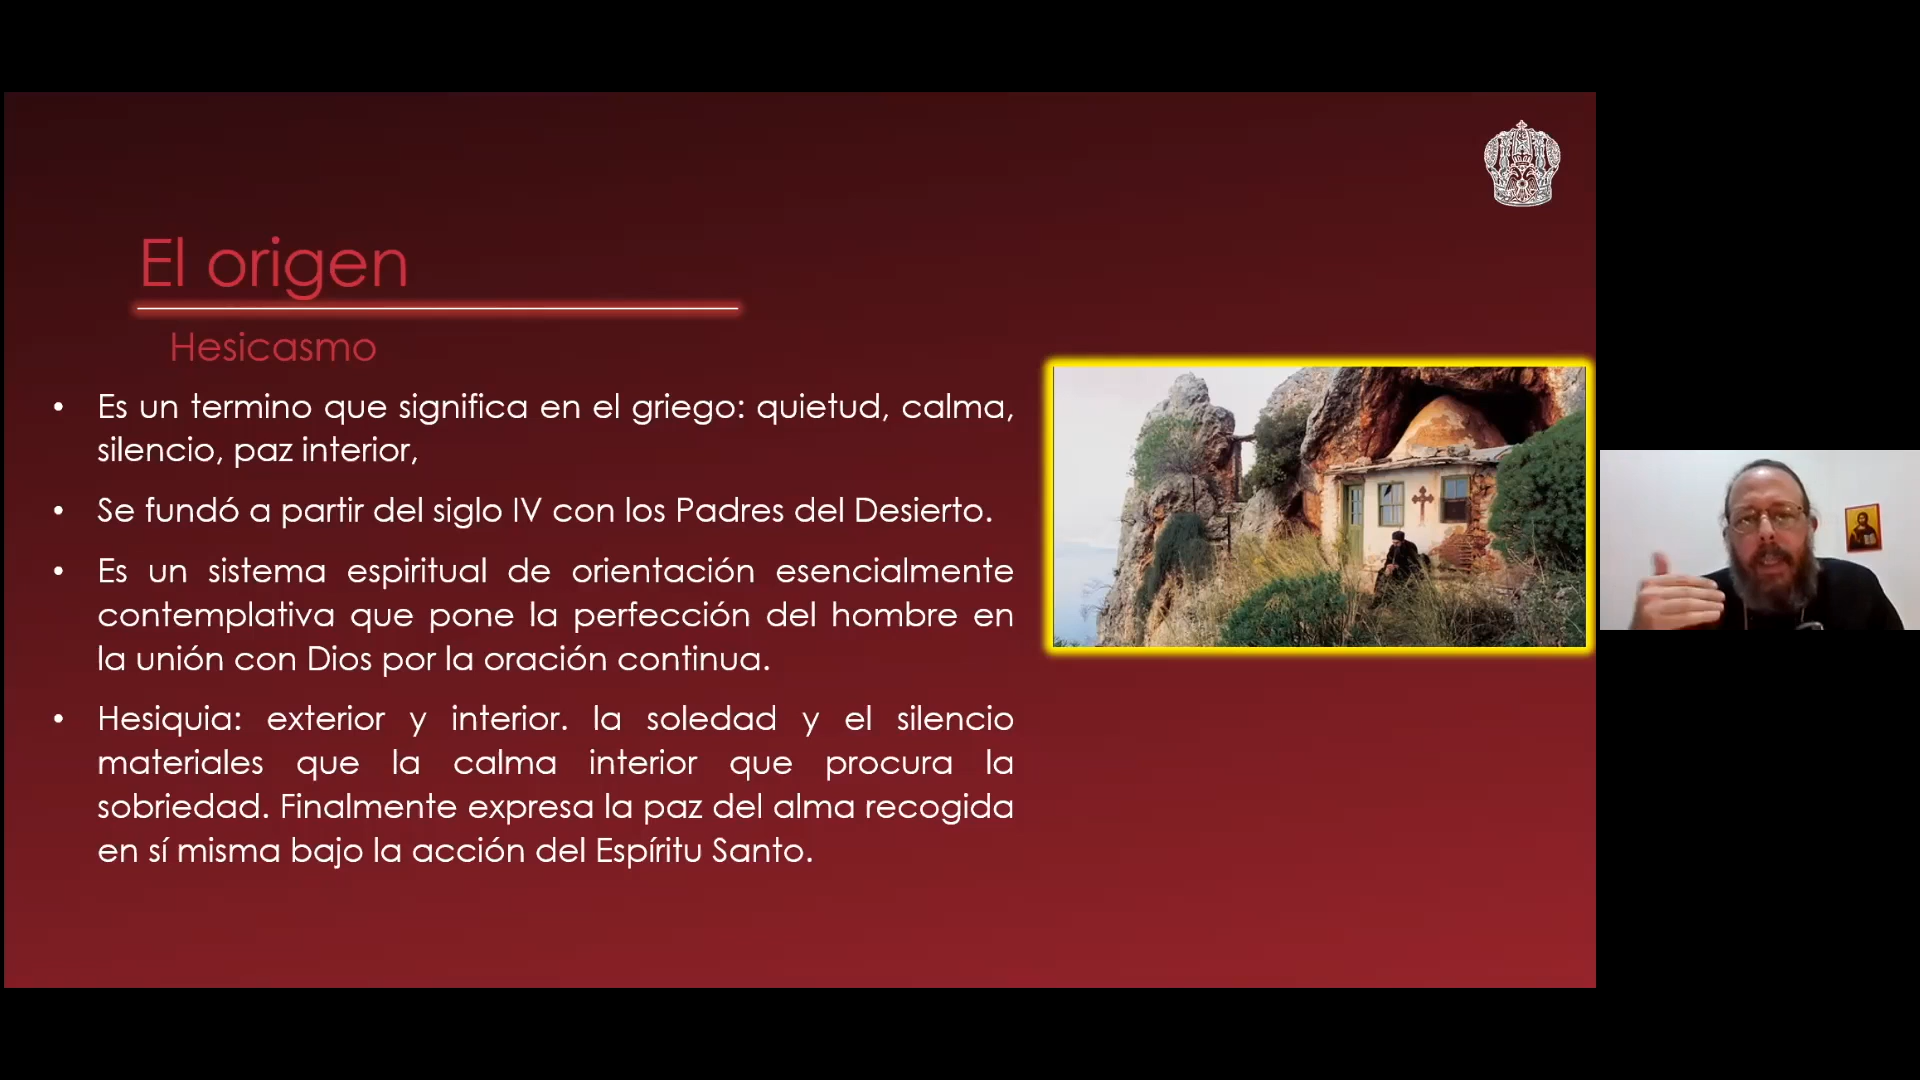 El origen
Hesicasmo
• Es un termino que significa en el griego: quietud, calma,
silencio, paz interior,
• Se fundó a partir del siglo IV con los Padres del Desierto.
• Es un sistema espiritual de orientación esencialmente
contemplativa que pone la perfección del hombre en
la unión con Dios por la oración continua.
• Hesiquia: exterior y interior. la soledad y el silencio
materiales que la calma interior que procura la
sobriedad. Finalmente expresa la paz del alma recogida
en sí misma bajo la acción del Espíritu Santo.